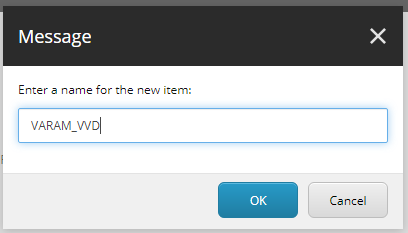 Message
Enter a name for the new item:
VARAM_VVD
OK
Cancel